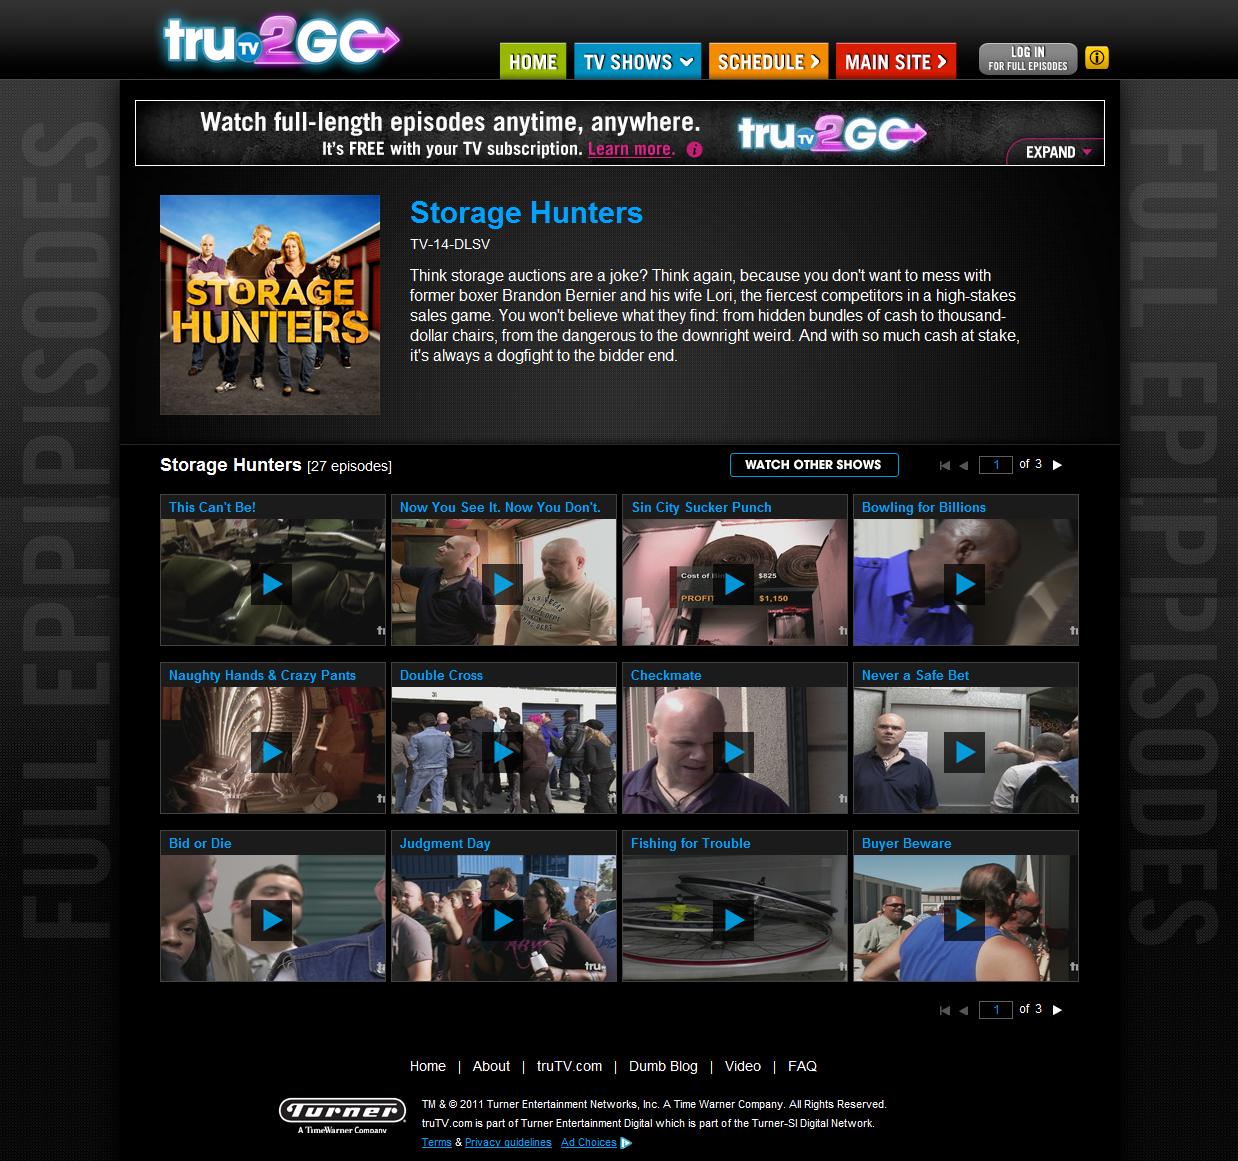 truTV2GO
HOME
TV SHOWS
SCHEDULE
MAIN SITE
LOG IN
FOR FULL EPISODES
i
Watch full-length episodes anytime, anywhere.
It's FREE with your TV subscription. Learn more. i
truTV2GO
EXPAND
FULL EPISODES
FULL EPISODES
STORAGE
HUNTERS
Storage Hunters
TV-14-DLSV
Think storage auctions are a joke? Think again, because you don't want to mess with
former boxer Brandon Bernier and his wife Lori, the fiercest competitors in a high-stakes
sales game. You won't believe what they find: from hidden bundles of cash to thousand-
dollar chairs, from the dangerous to the downright weird. And with so much cash at stake,
it's always a dogfight to the bidder end.
Storage Hunters [27 episodes]
WATCH OTHER SHOWS
1 of 3
This Can't Be!
Now You See It. Now You Don't.
Sin City Sucker Punch
Bowling for Billions
Cost of $825
PROFIT $1,150
Naughty Hands & Crazy Pants
Double Cross
Checkmate
Never a Safe Bet
Bid or Die
Judgment Day
Fishing for Trouble
Buyer Beware
1 of 3
Home | About | truTV.com | Dumb Blog | Video | FAQ
Turner
A TimeWarner Company
TM & © 2011 Turner Entertainment Networks, Inc. A Time Warner Company. All Rights Reserved.
truTV.com is part of Turner Entertainment Digital which is part of the Turner-SI Digital Network.
Terms & Privacy guidelines Ad Choices